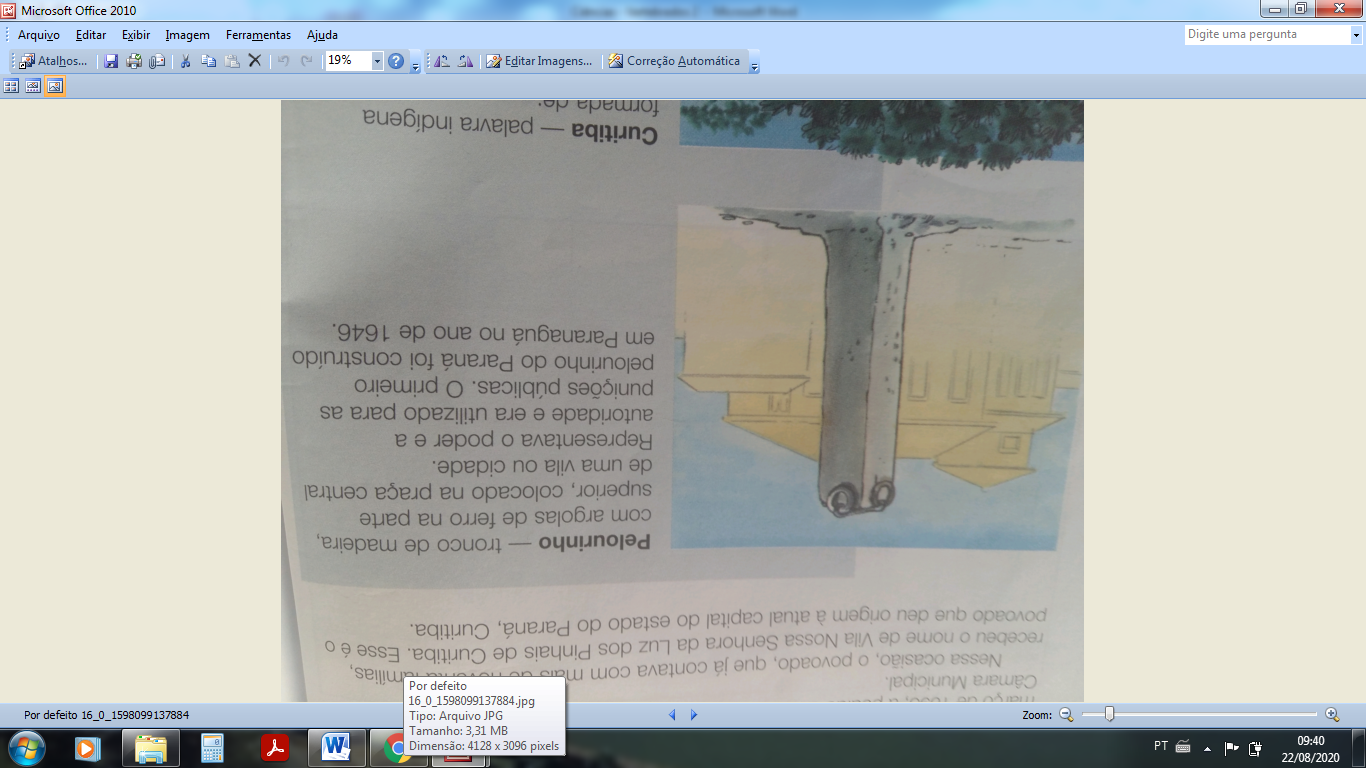 Microsoft Office 2010
Arquivo Editar Exibir Imagem Ferramentas Ajuda
Digite uma pergunta
Atalhos... 19% Editar Imagens... Correção Automática
março de
Câmara Municipal.
Nessa ocasião, o povoado, que já contava com mais de noventa famílias,
recebeu o nome de Vila Nossa Senhora da Luz dos Pinhais de Curitiba. Esse é o
povoado que deu origem à atual capital do estado do Paraná, Curitiba.
Pelourinho — tronco de madeira,
com argolas de ferro na parte
superior, colocado na praça central
de uma vila ou cidade.
Representava o poder e a
autoridade e era utilizado para as
punições públicas. O primeiro
pelourinho do Paraná foi construído
em Paranaguá no ano de 1646.
Curitiba — palavra indígena
formada de:
Por defeito
16_0_1598099137884.jpg
Tipo: Arquivo JPG
Tamanho: 3,31 MB
Dimensão: 4128 x 3096 pixels
Por defeito 16_0_1598099137884
Zoom:
PT
09:40
22/08/2020